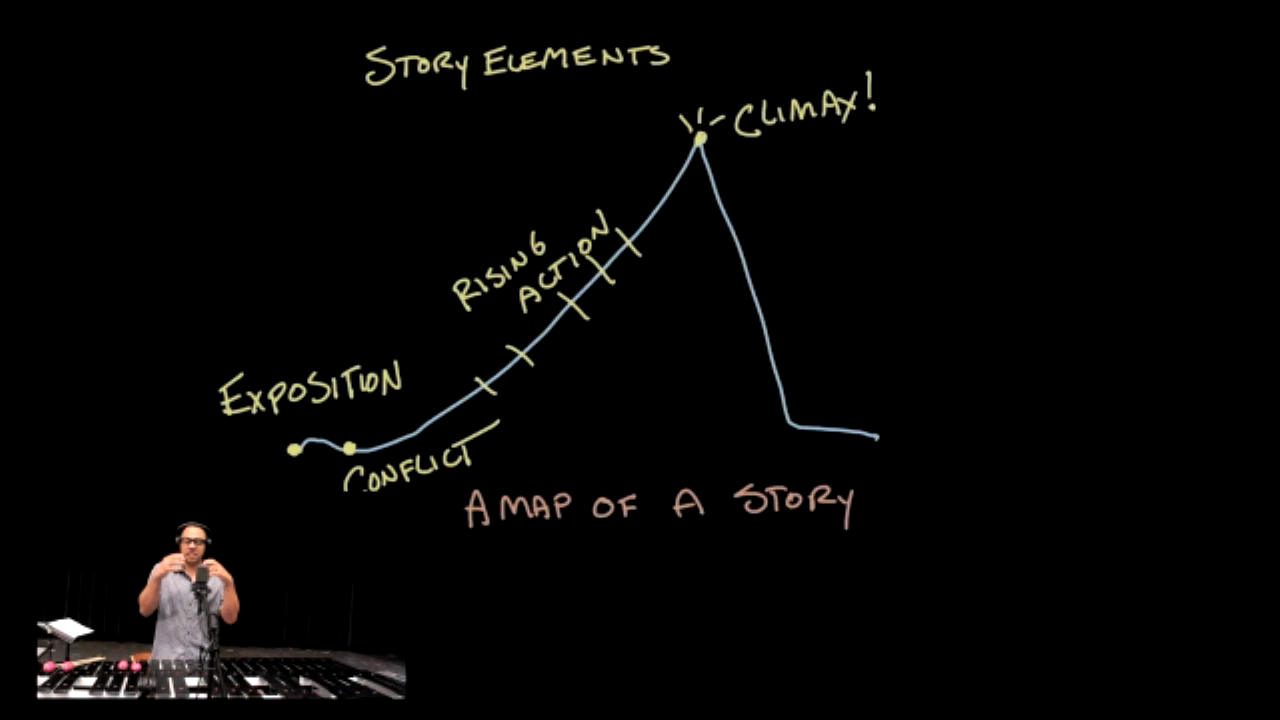 STORY ELEMENTS
CLIMAX!
RISING
ACTION
EXPOSITION
CONFLICT
A MAP OF A STORY